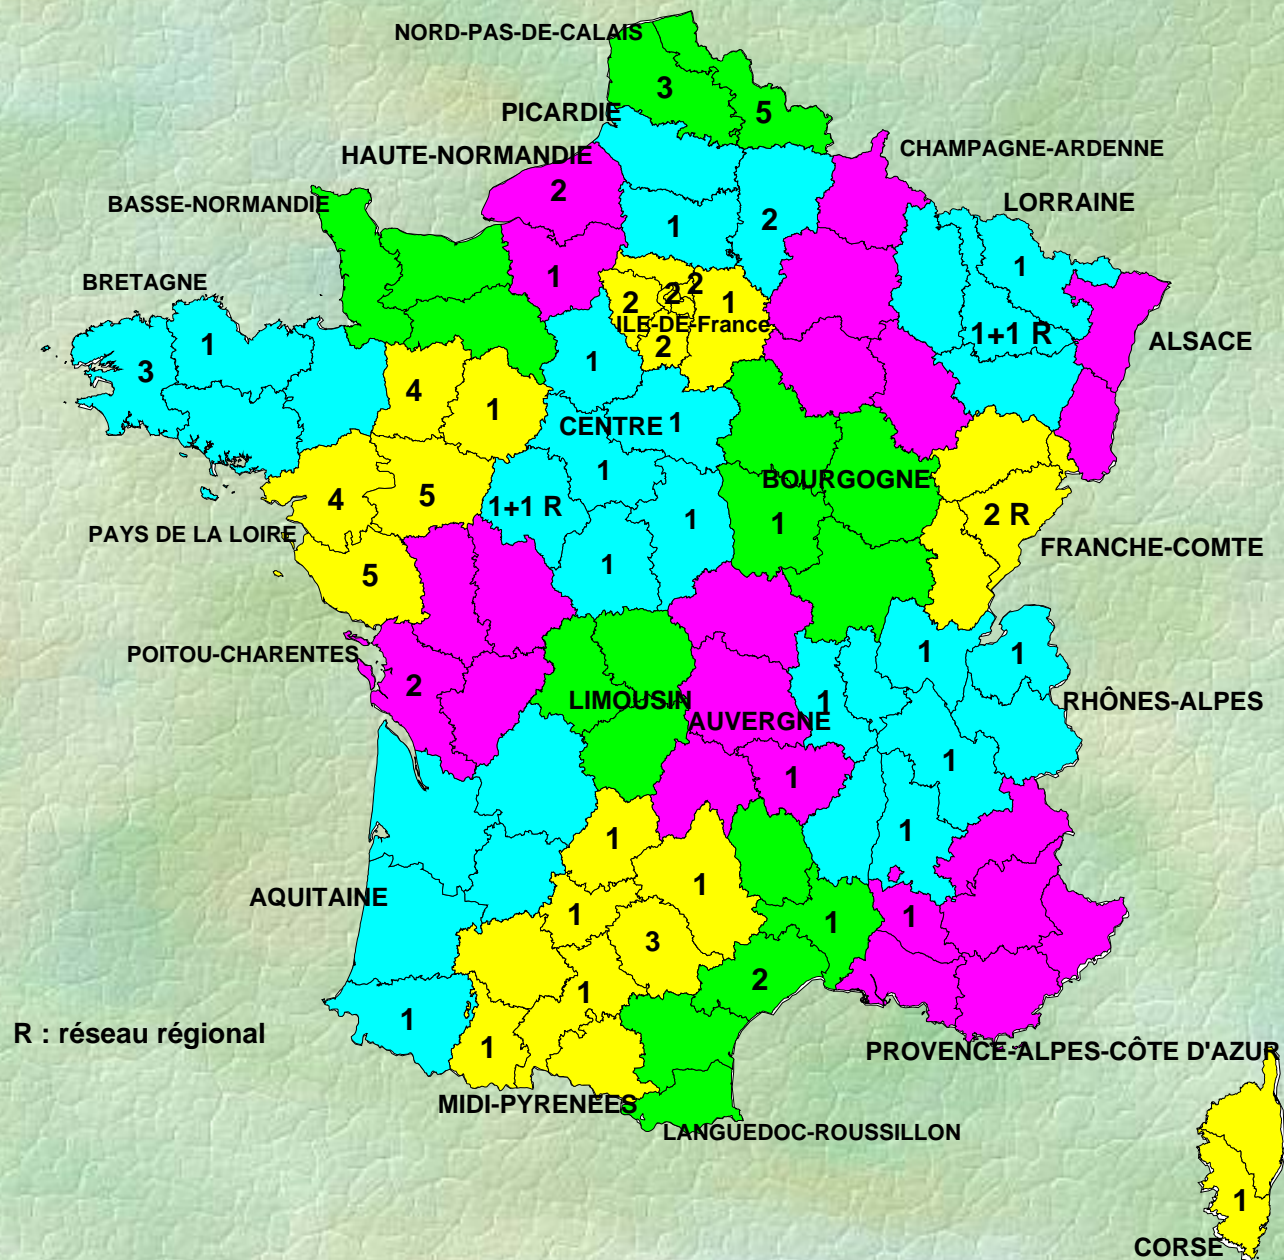 NORD-PAS-DE-CALAIS
3
5
PICARDIE
HAUTE-NORMANDIE
CHAMPAGNE-ARDENNE
2
BASSE-NORMANDIE
LORRAINE
1
2
BRETAGNE
1
1
2
2
2
1
ILE-DE-France
1+1 R
ALSACE
1
3
2
1
4
1
CENTRE
1
1
BOURGOGNE
4
5
1+1 R
1
1
2 R
PAYS DE LA LOIRE
FRANCHE-COMTE
5
1
POITOU-CHARENTES
1
1
2
LIMOUSIN
1
RHÔNES-ALPES
AUVERGNE
1
1
1
1
1
AQUITAINE
1
1
3
2
1
1
R : réseau régional
1
PROVENCE-ALPES-CÔTE D'AZUR
MIDI-PYRENEES
LANGUEDOC-ROUSSILLON
1
CORSE